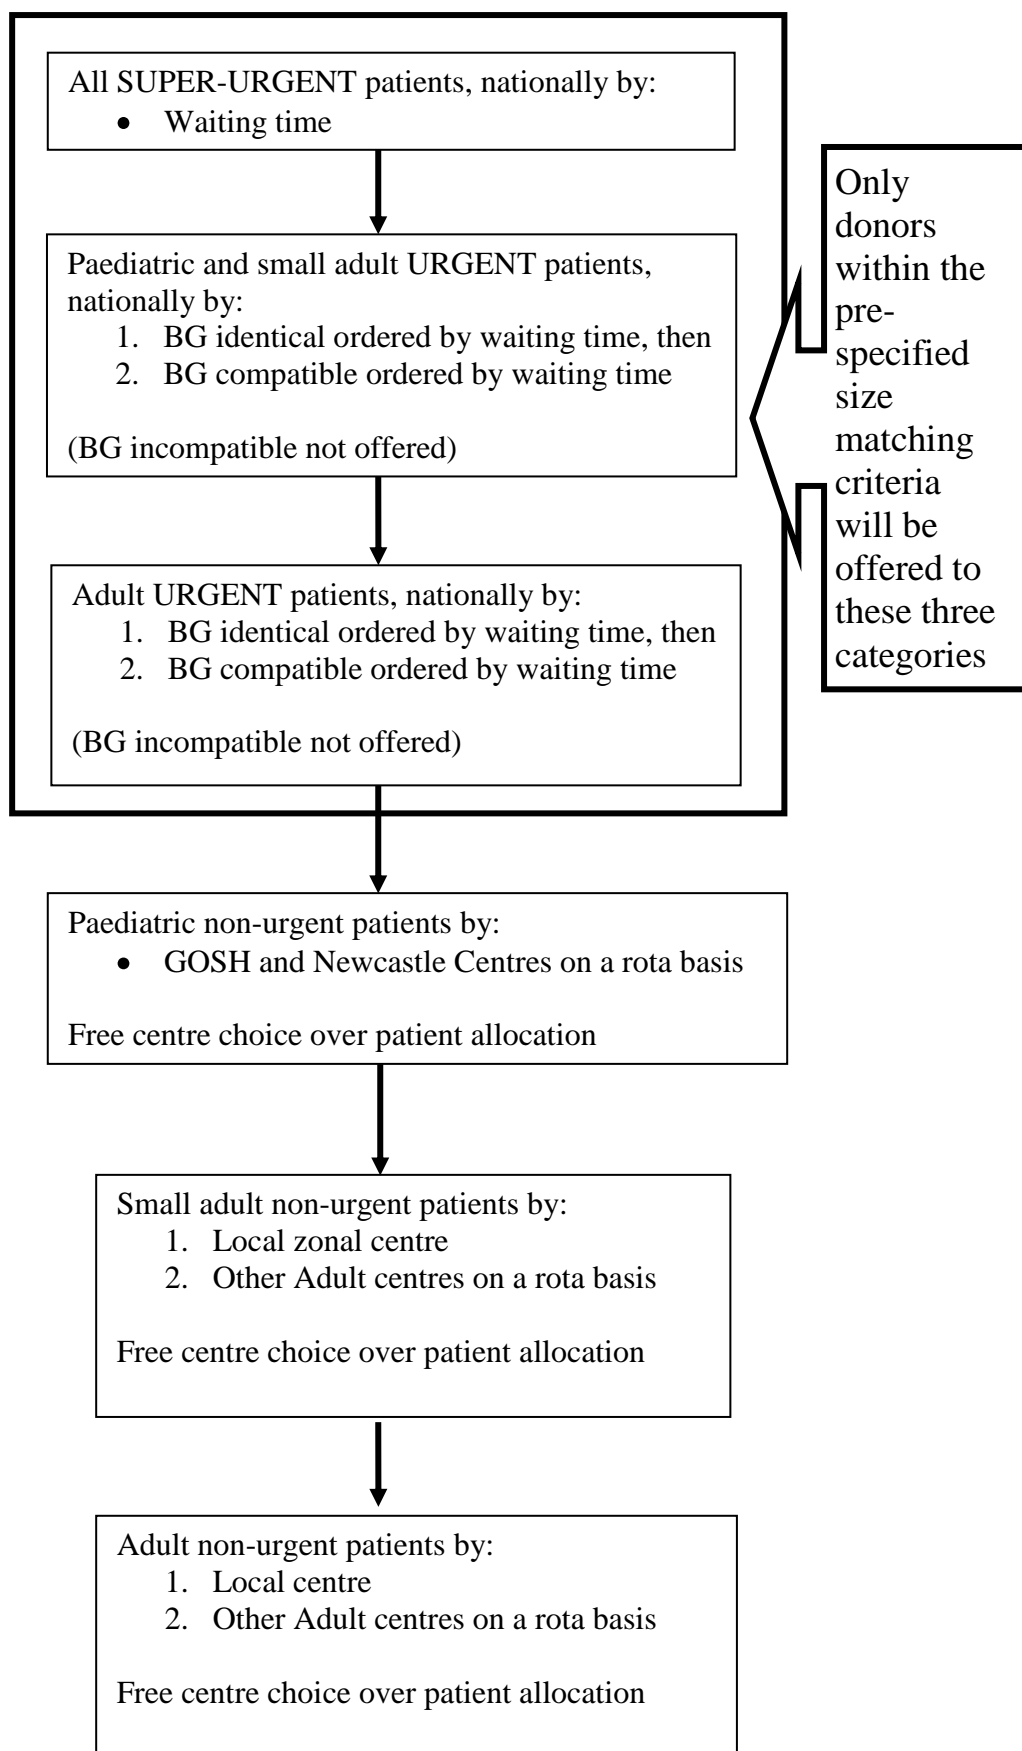 All SUPER-URGENT patients, nationally by:
• Waiting time
Paediatric and small adult URGENT patients,
nationally by:
1. BG identical ordered by waiting time, then
2. BG compatible ordered by waiting time
(BG incompatible not offered)
Adult URGENT patients, nationally by:
1. BG identical ordered by waiting time, then
2. BG compatible ordered by waiting time
(BG incompatible not offered)
Only
donors
within the
pre-
specified
size
matching
criteria
will be
offered to
these three
categories
Paediatric non-urgent patients by:
• GOSH and Newcastle Centres on a rota basis
Free centre choice over patient allocation
Small adult non-urgent patients by:
1. Local zonal centre
2. Other Adult centres on a rota basis
Free centre choice over patient allocation
Adult non-urgent patients by:
1. Local centre
2. Other Adult centres on a rota basis
Free centre choice over patient allocation